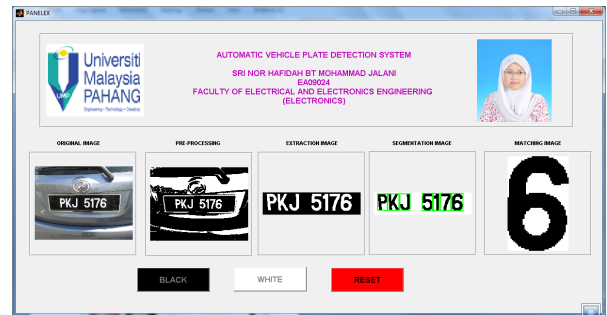 PANELEX
Universiti
Malaysia
PAHANG
Engineering • Technology • Creativity
UMP
AUTOMATIC VEHICLE PLATE DETECTION SYSTEM
SRI NOR HAFIDAH BT MOHAMMAD JALANI
EA09024
FACULTY OF ELECTRICAL AND ELECTRONICS ENGINEERING
(ELECTRONICS)
ORIGINAL IMAGE
PRE-PROCESSING
EXTRACTION IMAGE
SEGMENTATION IMAGE
MATCHING IMAGE
PKJ 5176
PKJ 5176
PKJ 5176
PKJ 5176
6
BLACK
WHITE
RESET